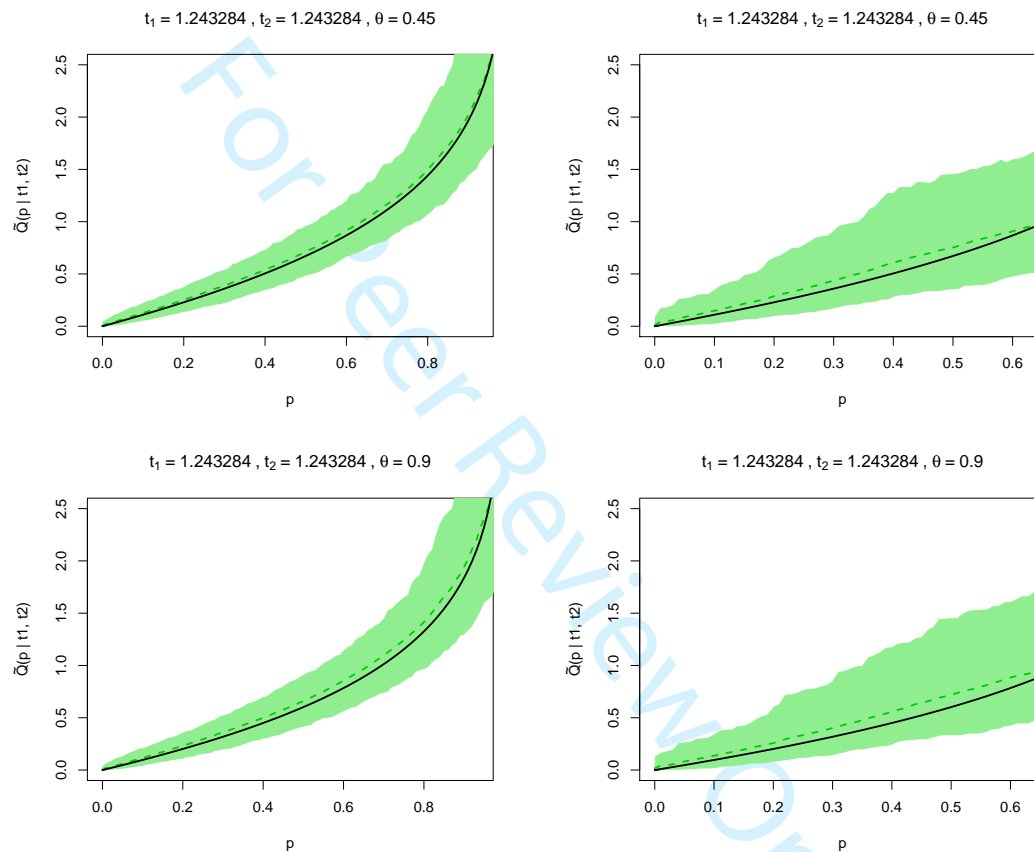 t₁ = 1.243284 , t₂ = 1.243284 , θ = 0.45
t₁ = 1.243284 , t₂ = 1.243284 , θ = 0.45
Q̃(p | t1, t2)
2.5
2.0
1.5
1.0
0.5
0.0
0.0 0.2 0.4 0.6 0.8
p
Q̃(p | t1, t2)
2.5
2.0
1.5
1.0
0.5
0.0
0.0 0.1 0.2 0.3 0.4 0.5 0.6
p
t₁ = 1.243284 , t₂ = 1.243284 , θ = 0.9
t₁ = 1.243284 , t₂ = 1.243284 , θ = 0.9
Q̃(p | t1, t2)
2.5
2.0
1.5
1.0
0.5
0.0
0.0 0.2 0.4 0.6 0.8
p
Q̃(p | t1, t2)
2.5
2.0
1.5
1.0
0.5
0.0
0.0 0.1 0.2 0.3 0.4 0.5 0.6
p
For Peer Review On